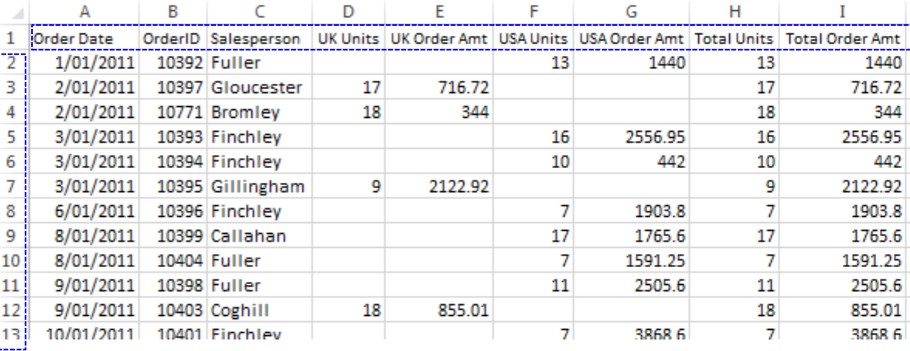 A B C D E F G H I
1 Order Date OrderID Salesperson UK Units UK Order Amt USA Units USA Order Amt Total Units Total Order Amt
2 1/01/2011 10392 Fuller 13 1440 13 1440
3 2/01/2011 10397 Gloucester 17 716.72 17 716.72
4 2/01/2011 10771 Bromley 18 344 18 344
5 3/01/2011 10393 Finchley 16 2556.95 16 2556.95
6 3/01/2011 10394 Finchley 10 442 10 442
7 3/01/2011 10395 Gillingham 9 2122.92 9 2122.92
8 6/01/2011 10396 Finchley 7 1903.8 7 1903.8
9 8/01/2011 10399 Callahan 17 1765.6 17 1765.6
10 8/01/2011 10404 Fuller 7 1591.25 7 1591.25
11 9/01/2011 10398 Fuller 11 2505.6 11 2505.6
12 9/01/2011 10403 Coghill 18 855.01 18 855.01
13 10/01/2011 10401 Finchley 7 3868.6 7 3868.6